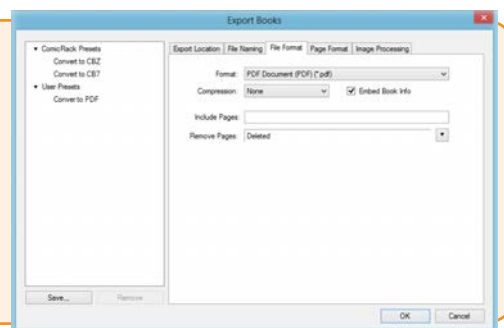 Export Books
ComicRack Presets
Convert to CBZ
Convert to CB7
User Presets
Conver to PDF
Save...
Remove
Export Location File Naming File Format Page Format Image Processing
Format: PDF Document (PDF) (*.pdf)
Compression: None Embed Book Info
Include Pages:
Remove Pages: Deleted
OK Cancel